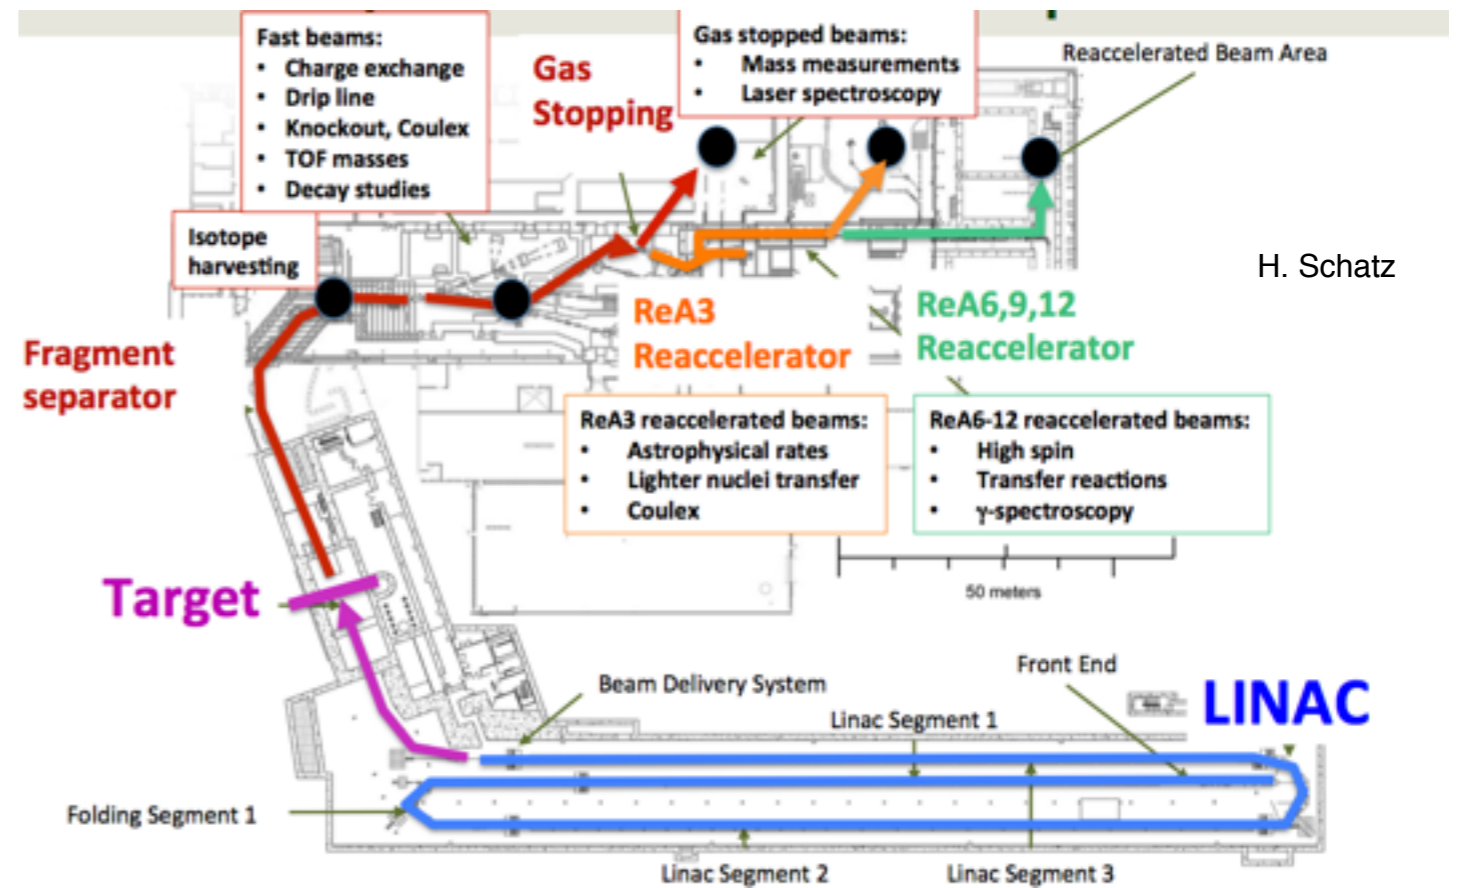 Fast beams:
• Charge exchange
• Drip line
• Knockout, Coulex
• TOF masses
• Decay studies
Gas
Stopping
Gas stopped beams:
• Mass measurements
• Laser spectroscopy
Reaccelerated Beam Area
Isotope
harvesting
H. Schatz
Fragment
separator
ReA3
Reaccelerator
ReA6,9,12
Reaccelerator
ReA3 reaccelerated beams:
• Astrophysical rates
• Lighter nuclei transfer
• Coulex
ReA6-12 reaccelerated beams:
• High spin
• Transfer reactions
• γ-spectroscopy
50 meters
Target
Beam Delivery System
Front End
Linac Segment 1
LINAC
Folding Segment 1
Linac Segment 2
Linac Segment 3